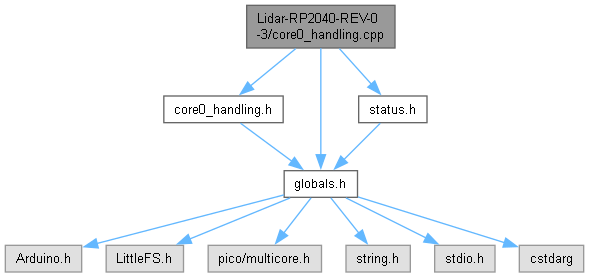 Lidar-RP2040-REV-0
-3/core0_handling.cpp
core0_handling.h
status.h
globals.h
Arduino.h
LittleFS.h
pico/multicore.h
string.h
stdio.h
cstdarg